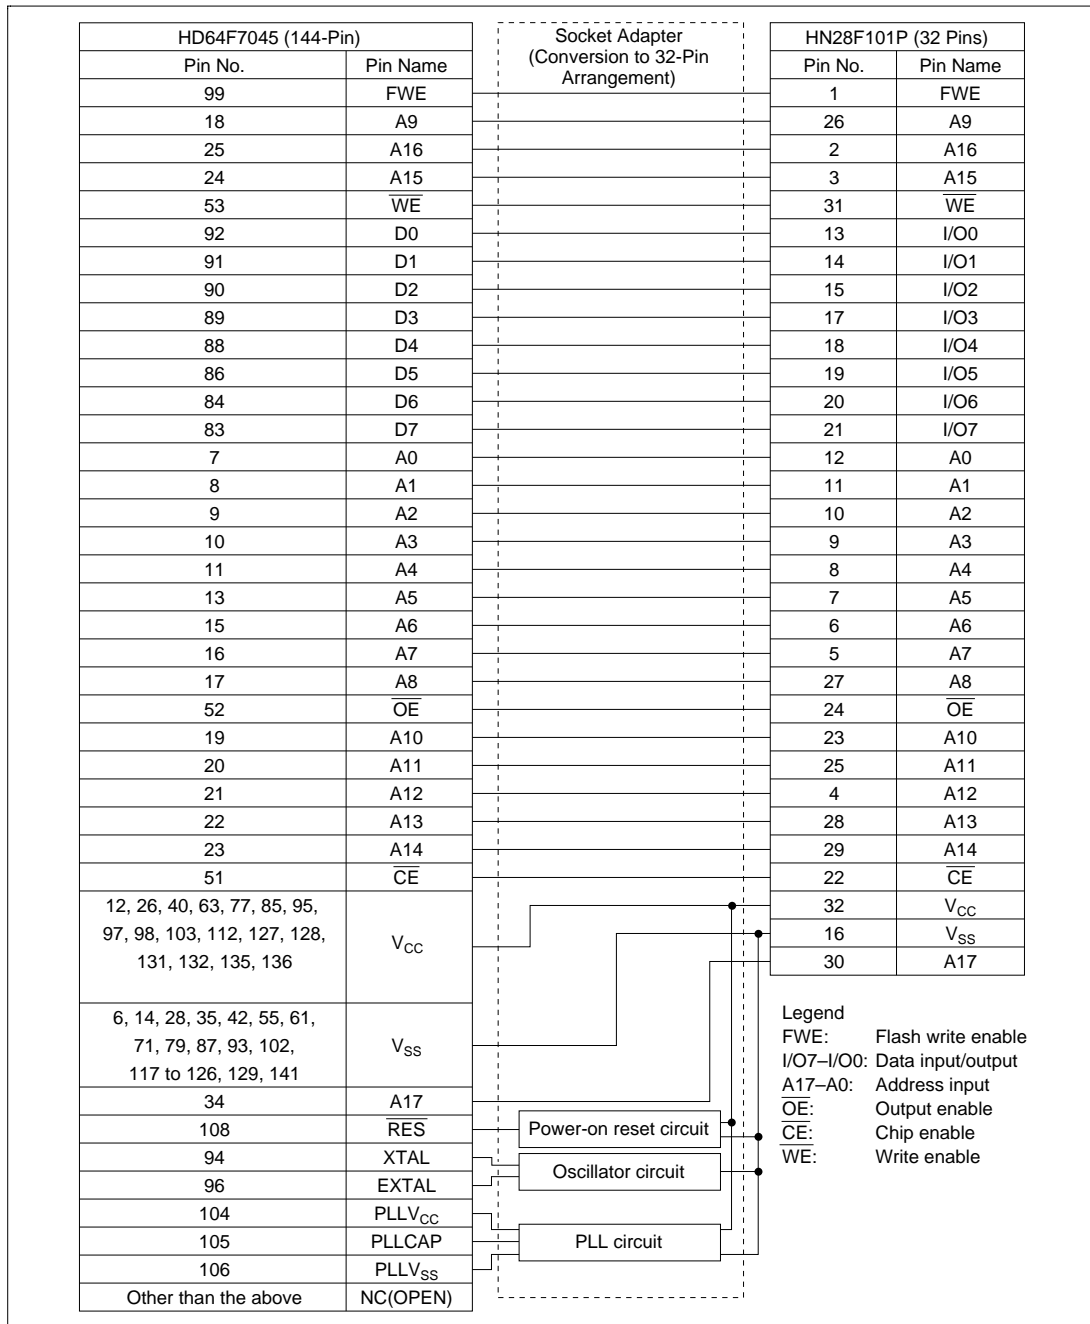 HD64F7045 (144-Pin) Socket Adapter (Conversion to 32-Pin Arrangement) HN28F101P (32 Pins)
Pin No. Pin Name Pin No. Pin Name
99 FWE 1 FWE
18 A9 26 A9
25 A16 2 A16
24 A15 3 A15
53 WE 31 WE
92 D0 13 I/O0
91 D1 14 I/O1
90 D2 15 I/O2
89 D3 17 I/O3
88 D4 18 I/O4
86 D5 19 I/O5
84 D6 20 I/O6
83 D7 21 I/O7
7 A0 12 A0
8 A1 11 A1
9 A2 10 A2
10 A3 9 A3
11 A4 8 A4
13 A5 7 A5
15 A6 6 A6
16 A7 5 A7
17 A8 27 A8
52 OE 24 OE
19 A10 23 A10
20 A11 25 A11
21 A12 4 A12
22 A13 28 A13
23 A14 29 A14
51 CE 22 CE
12, 26, 40, 63, 77, 85, 95, 32 VCC
97, 98, 103, 112, 127, 128, VCC 16 VSS
131, 132, 135, 136 30 A17
6, 14, 28, 35, 42, 55, 61,
71, 79, 87, 93, 102, VSS
117 to 126, 129, 141
34 A17
108 RES Power-on reset circuit
94 XTAL Oscillator circuit
96 EXTAL
104 PLLVCC
105 PLLCAP PLL circuit
106 PLLVSS
Other than the above NC(OPEN)
Legend
FWE: Flash write enable
I/O7–I/O0: Data input/output
A17–A0: Address input
OE: Output enable
CE: Chip enable
WE: Write enable